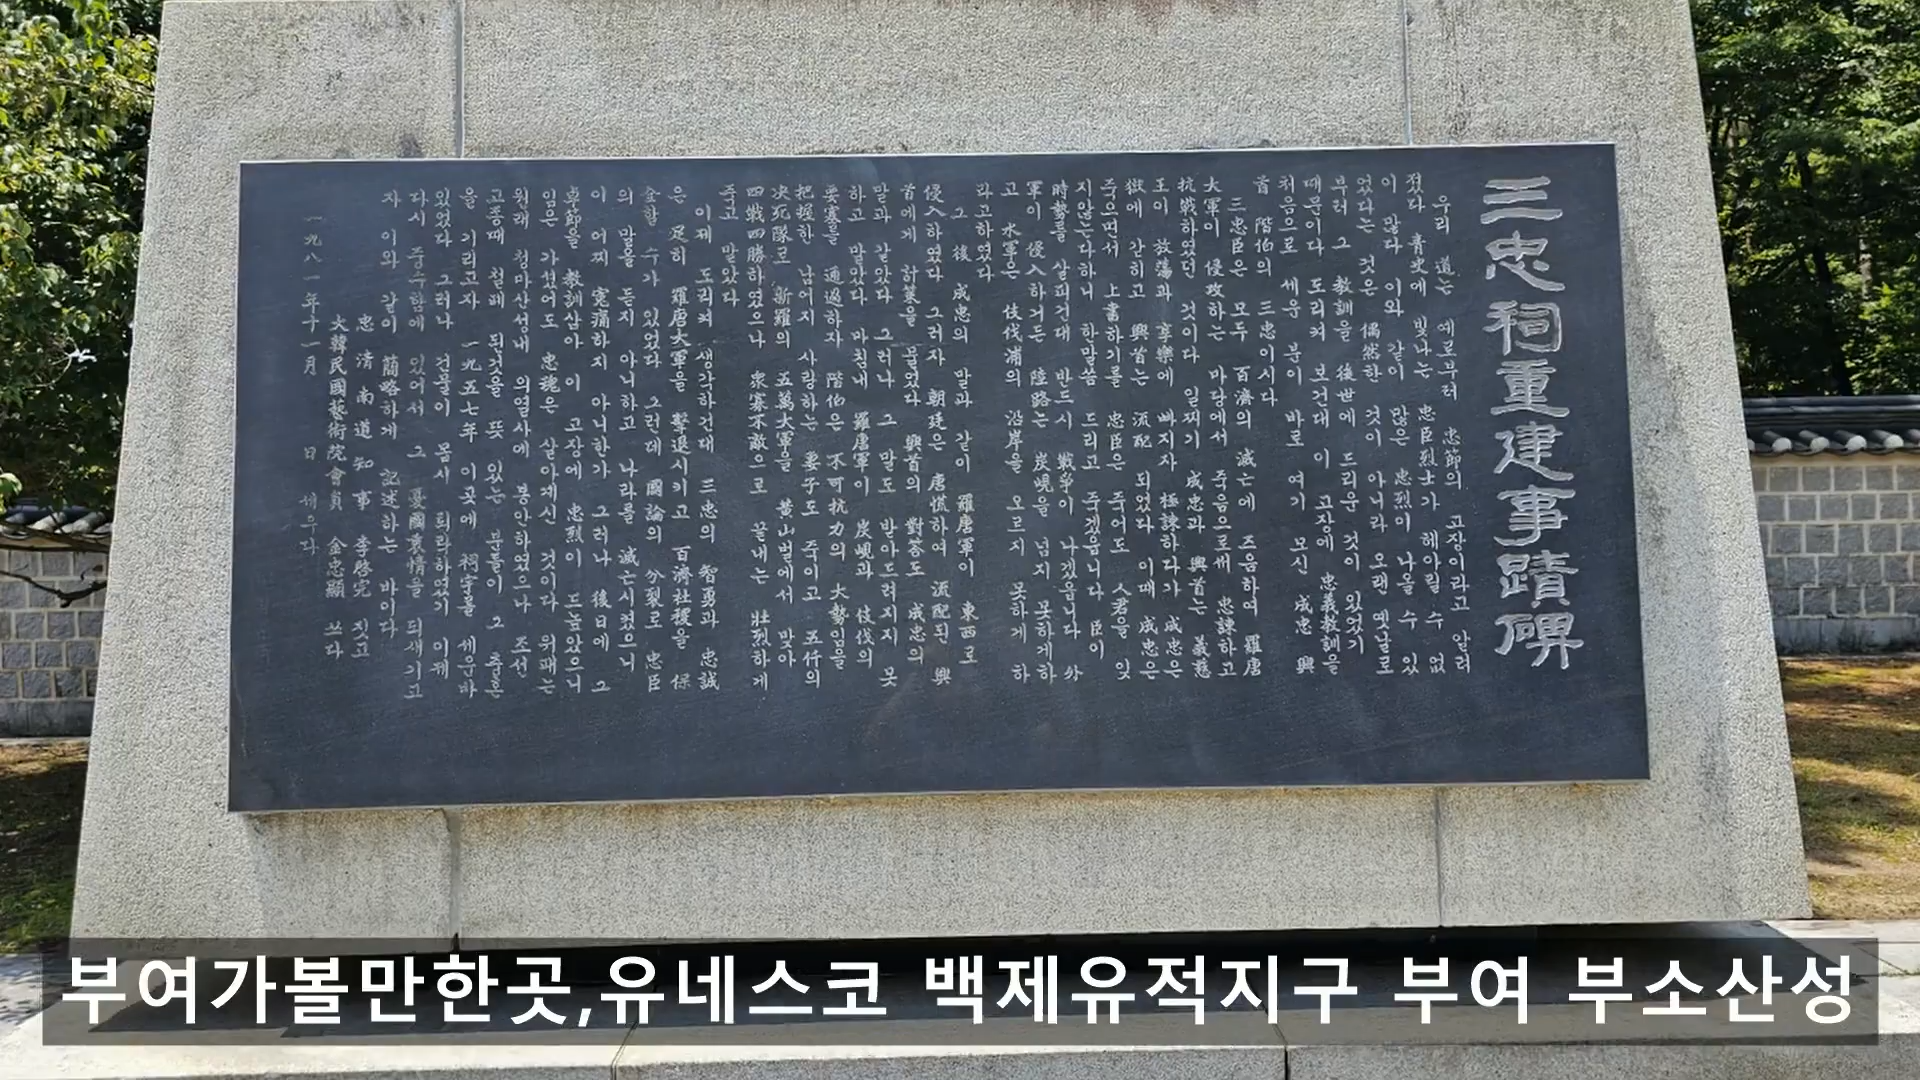 三忠祠重建事蹟碑
우리 道는 예로부터 忠節의 고장이라고 알려
졌다 靑史에 빛나는 忠臣烈士가 헤아릴 수 없
이 많다 이와 같이 많은 忠烈이 나올 수 있
었다는 것은 偶然한 것이 아니라 오랜 옛날로
부터 그 敎訓을 後世에 드리운 것이 있었기
때문이다 도리켜 보건대 이 고장에 忠義敎訓을
처음으로 세운 분이 바로 여기 모신 成忠 興
首 階伯의 三忠이시다
三忠臣은 모두 百濟의 滅亡에 즈음하여 羅唐
大軍이 侵攻하는 마당에서 죽음으로써 忠諫하고
抗戰하였던 것이다 일찌기 成忠과 興首는 義慈
王이 放蕩과 享樂에 빠지자 極諫하다가 成忠은
獄에 갇히고 興首는 流配 되었다 이때 成忠은
죽으면서 上書하기를 忠臣은 죽어도 人君을 잊
지않는다하니 한말씀 드리고 죽겠읍니다 臣이
時勢를 살피건대 반드시 戰爭이 나겠읍니다 外
軍이 侵入하거든 陸路는 炭峴을 넘지 못하게하
고 水軍은 伎伐浦의 沿岸을 오르지 못하게 하
라고하였다
그 後 成忠의 말과 같이 羅唐軍이 東西로
侵入하였다 그러자 朝廷은 唐慌하여 流配된 興
首에게 計策을 물었다 興首의 對答도 成忠의
말과 같았다 그러나 그 말도 받아드려지지 못
하고 말았다 마침내 羅唐軍이 炭峴과 伎伐의
要塞를 通過하자 階伯은 不可抗力의 大勢임을
把握한 남어지 사랑하는 妻子도 죽이고 五仟의
決死隊로 新羅의 五萬大軍을 黃山벌에서 맞아
四戰四勝하였으나 衆寡不敵으로 끝내는 壯烈하게
죽고 말았다
이제 도리켜 생각하건대 三忠의 智勇과 忠誠
은 足히 羅唐大軍을 擊退시키고 百濟社稷을 保
全할 수가 있었다 그런데 國論의 分裂로 忠臣
의 말을 듣지 아니하고 나라를 滅亡시켰으니
이 어찌 寃痛하지 아니한가 그러나 後日에 그
卓節을 敎訓삼아 이 고장에 忠烈이 드높았으니
임은 가셨어도 忠魂은 살아계신 것이다 위패는
원래 천마산성내 의열사에 봉안하였으나 조선
고종때 철폐 된것을 뜻 있는 분들이 그 충혼
을 기리고자 一九五七年 이곳에 祠宇를 세운바
있었다 그러나 건물이 몹시 퇴락하였기 이제
다시 중수함에 있어서 그 憂國衷情을 되새기고
자 이와 같이 簡略하게 記述하는 바이다
忠淸南道知事 李啓完 짓고
大韓民國藝術院會員 金忠顯 쓰다
一九八一年十一月 日 세우다
부여가볼만한곳,유네스코 백제유적지구 부여 부소산성